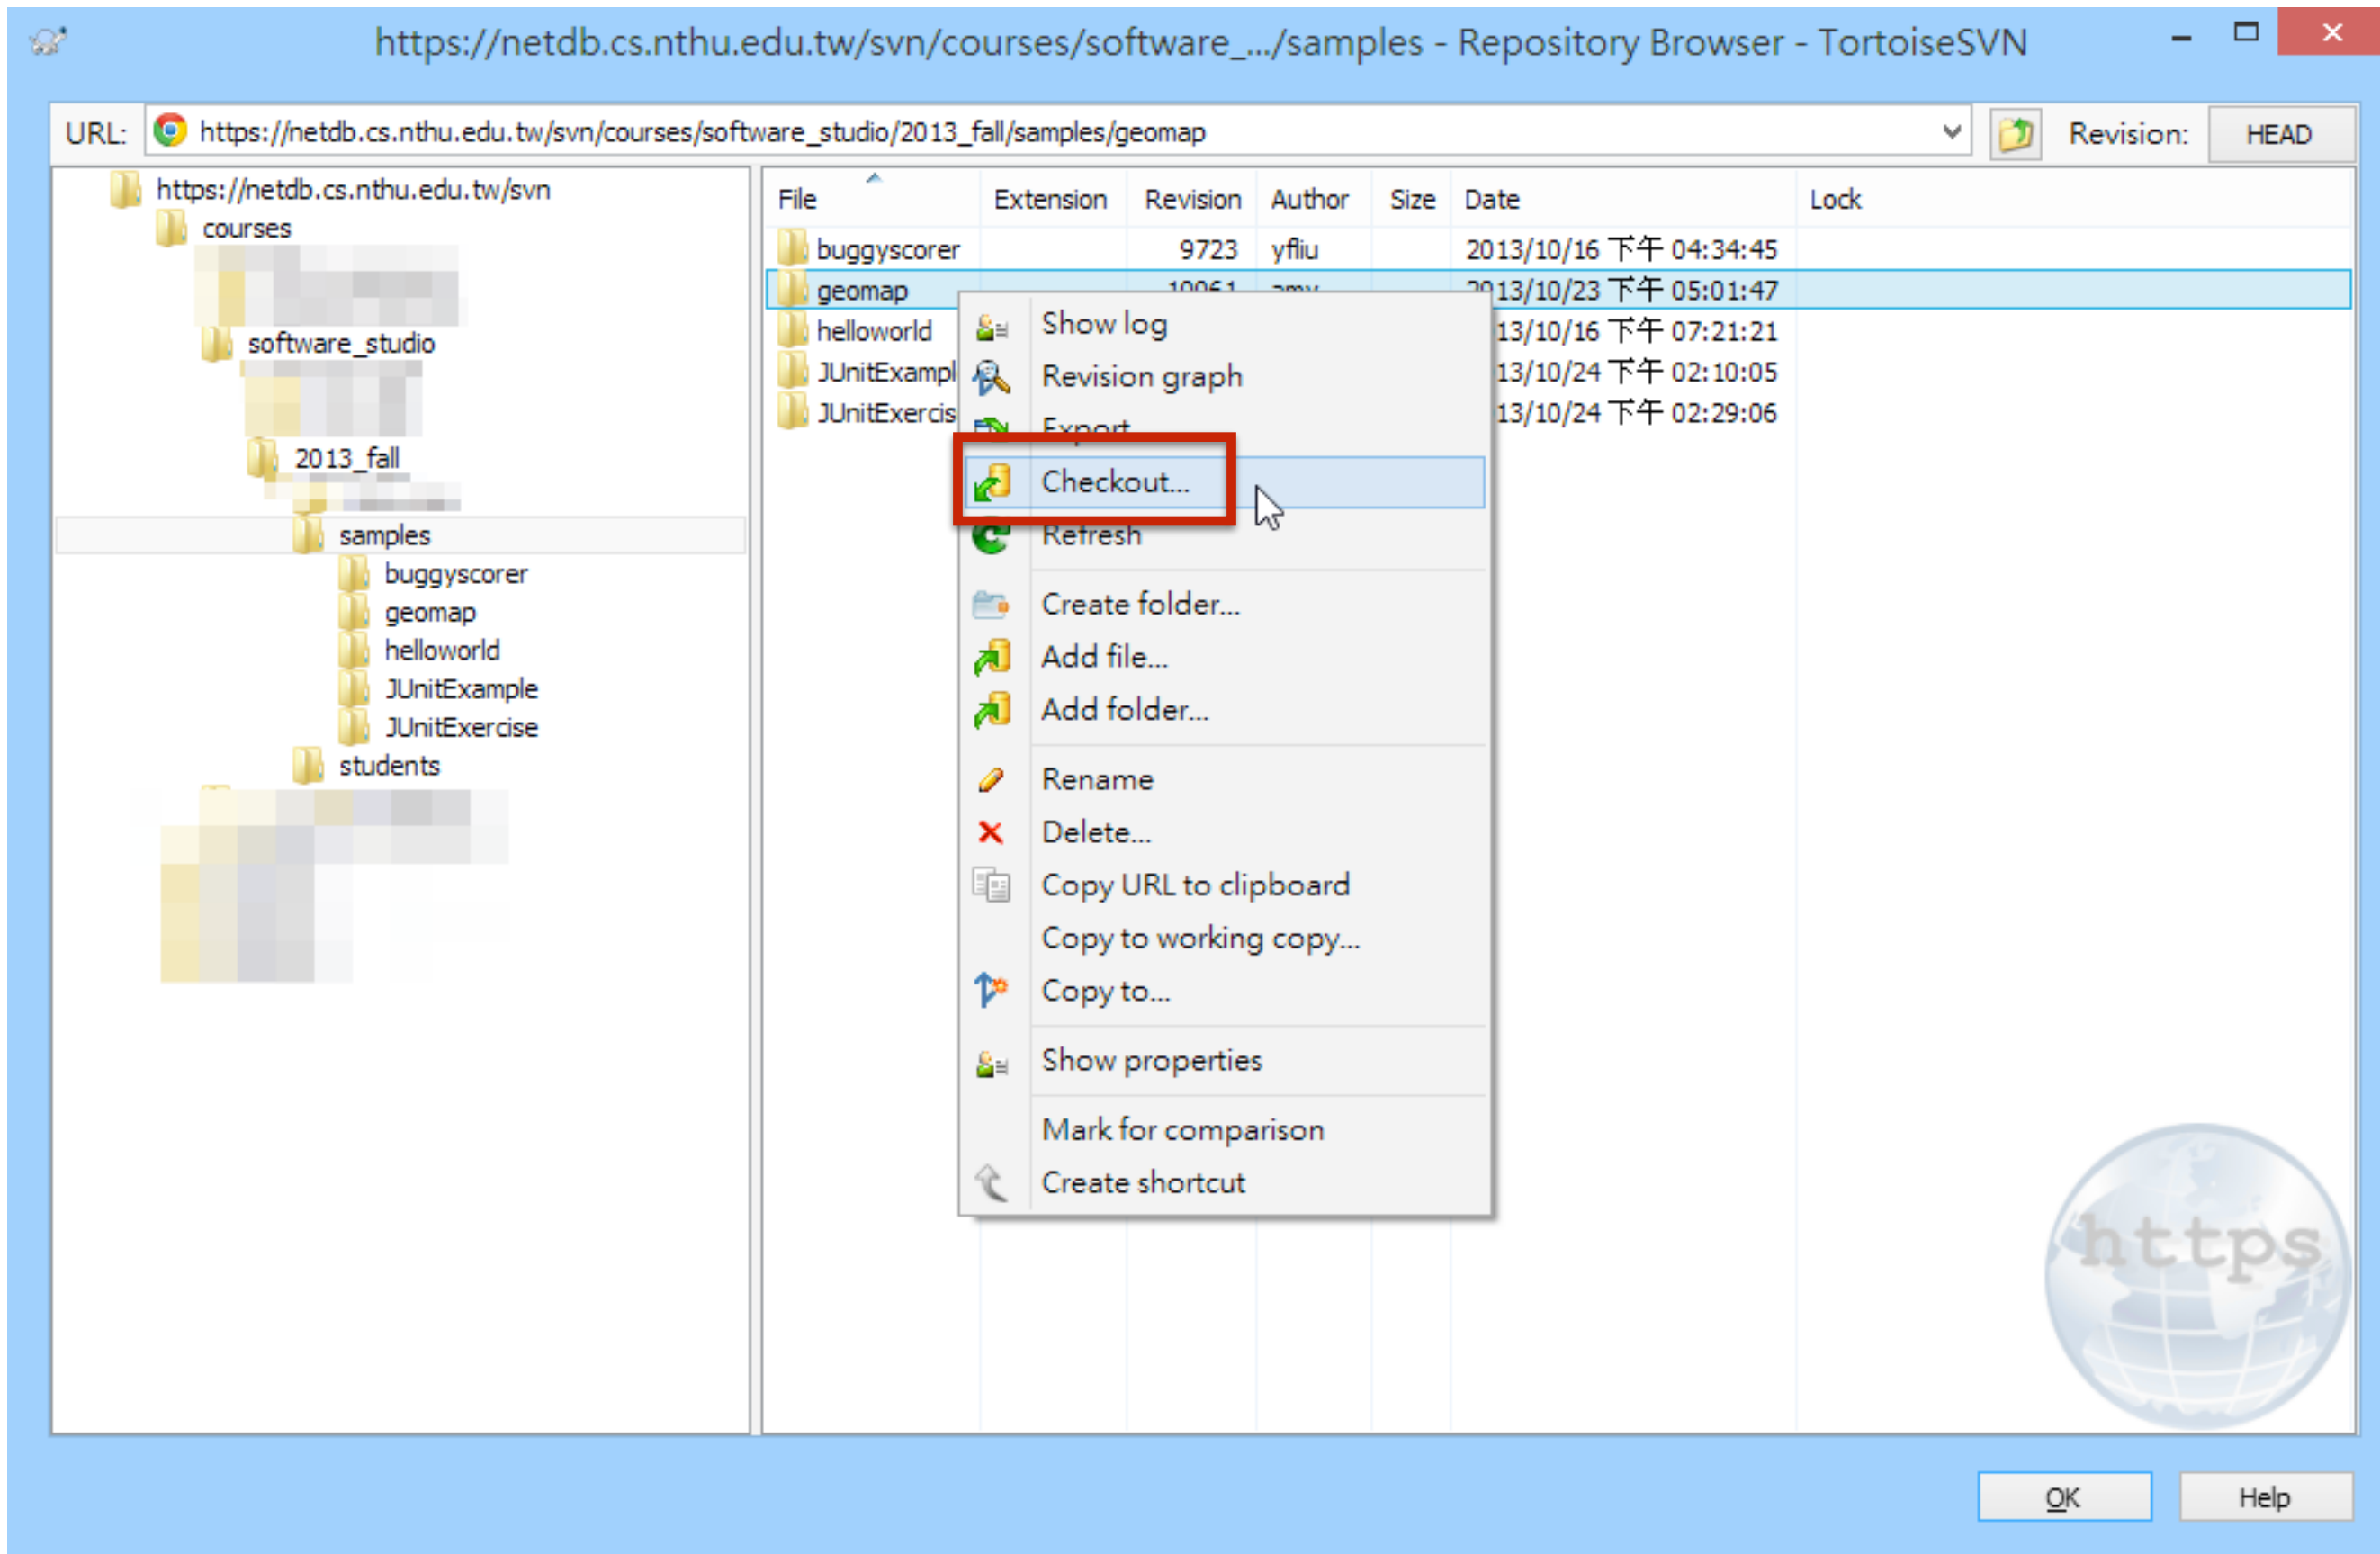 https://netdb.cs.nthu.edu.tw/svn/courses/software_.../samples - Repository Browser - TortoiseSVN
URL: https://netdb.cs.nthu.edu.tw/svn/courses/software_studio/2013_fall/samples/geomap Revision: HEAD
https://netdb.cs.nthu.edu.tw/svn
courses
software_studio
2013_fall
samples
buggyscorer
geomap
helloworld
JUnitExample
JUnitExercise
students
File Extension Revision Author Size Date Lock
buggyscorer 9723 yfliu 2013/10/16 下午 04:34:45
geomap 2013/10/23 下午 05:01:47
helloworld 13/10/16 下午 07:21:21
JUnitExampl 13/10/24 下午 02:10:05
JUnitExercis 13/10/24 下午 02:29:06
Show log
Revision graph
Export
Checkout...
Refresh
Create folder...
Add file...
Add folder...
Rename
Delete...
Copy URL to clipboard
Copy to working copy...
Copy to...
Show properties
Mark for comparison
Create shortcut
https
OK Help